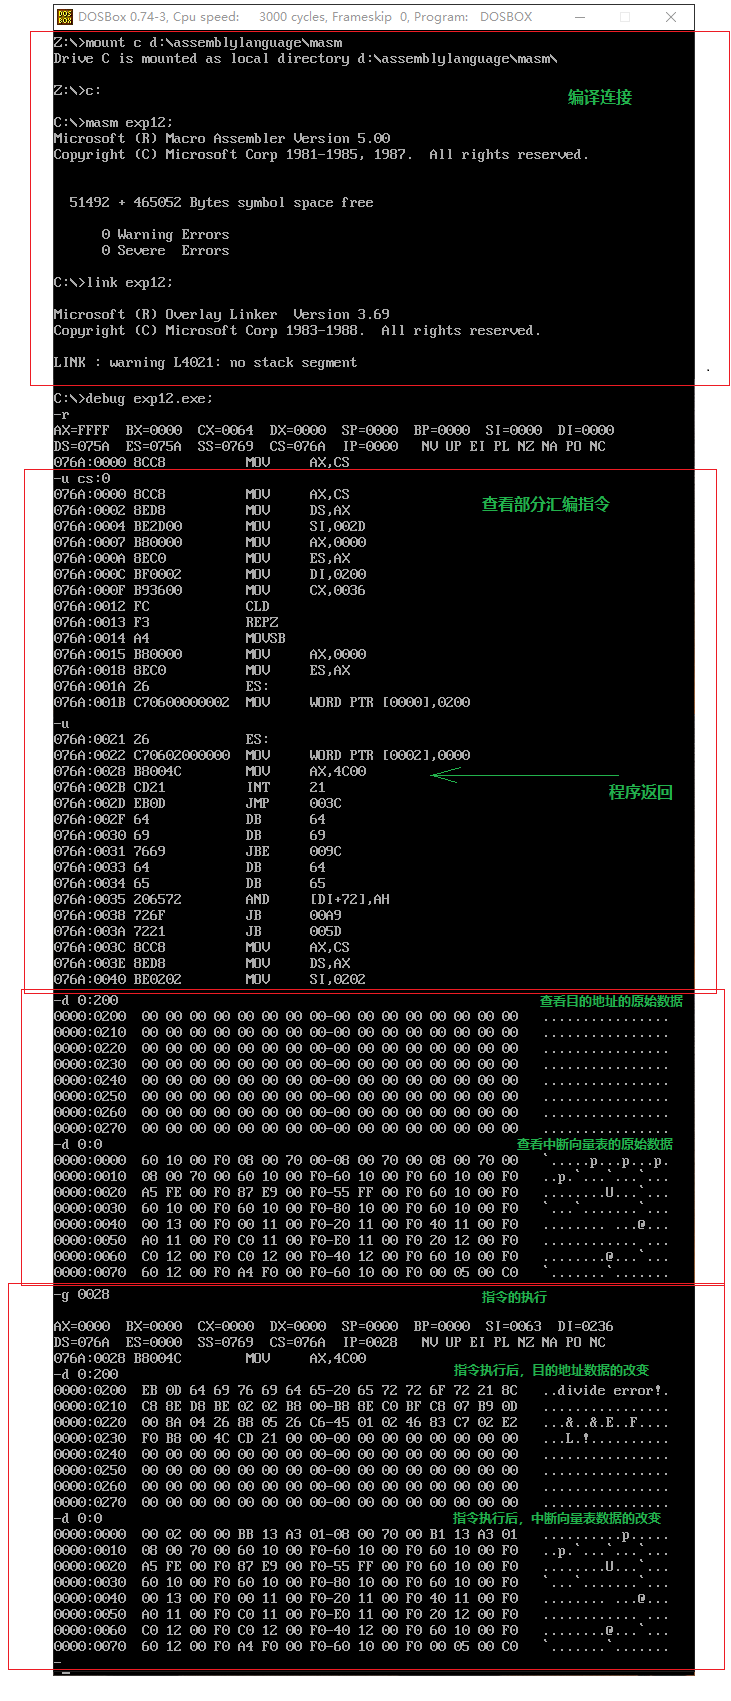 DOSBox 0.74-3, Cpu speed:    3000 cycles, Frameskip  0, Program:   DOSBOX
Z:\>mount c d:\assemblylanguage\masm
Drive C is mounted as local directory d:\assemblylanguage\masm\
Z:\>c:
编译连接
C:\>masm exp12;
Microsoft (R) Macro Assembler Version 5.00
Copyright (C) Microsoft Corp 1981-1985, 1987.  All rights reserved.
51492 + 465052 Bytes symbol space free
0 Warning Errors
0 Severe  Errors
C:\>link exp12;
Microsoft (R) Overlay Linker  Version 3.69
Copyright (C) Microsoft Corp 1983-1988.  All rights reserved.
LINK : warning L4021: no stack segment
C:\>debug exp12.exe;
-r
AX=FFFF  BX=0000  CX=0064  DX=0000  SP=0000  BP=0000  SI=0000  DI=0000
DS=075A  ES=075A  SS=0769  CS=076A  IP=0000   NV UP EI PL NZ NA PO NC
076A:0000 8CC8          MOV     AX,CS
-u cs:0
076A:0000 8CC8          MOV     AX,CS
076A:0002 8ED8          MOV     DS,AX
查看部分汇编指令
076A:0004 BE2D00        MOV     SI,002D
076A:0007 B80000        MOV     AX,0000
076A:000A 8EC0          MOV     ES,AX
076A:000C BF0002        MOV     DI,0200
076A:000F B93600        MOV     CX,0036
076A:0012 FC            CLD
076A:0013 F3            REPZ
076A:0014 A4            MOVSB
076A:0015 B80000        MOV     AX,0000
076A:0018 8EC0          MOV     ES,AX
076A:001A 26            ES:
076A:001B C70600000002  MOV     WORD PTR [0000],0200
-u
076A:0021 26            ES:
076A:0022 C70602000000  MOV     WORD PTR [0002],0000
076A:0028 B8004C        MOV     AX,4C00
076A:002B CD21          INT     21
程序返回
076A:002D EB0D          JMP     003C
076A:002F 64            DB      64
076A:0030 69            DB      69
076A:0031 7669          JBE     009C
076A:0033 64            DB      64
076A:0034 65            DB      65
076A:0035 206572        AND     [DI+72],AH
076A:0038 726F          JB      00A9
076A:003A 7221          JB      005D
076A:003C 8CC8          MOV     AX,CS
076A:003E 8ED8          MOV     DS,AX
076A:0040 BE0202        MOV     SI,0202
-d 0:200
查看目的地址的原始数据
0000:0200  00 00 00 00 00 00 00 00-00 00 00 00 00 00 00 00   ................
0000:0210  00 00 00 00 00 00 00 00-00 00 00 00 00 00 00 00   ................
0000:0220  00 00 00 00 00 00 00 00-00 00 00 00 00 00 00 00   ................
0000:0230  00 00 00 00 00 00 00 00-00 00 00 00 00 00 00 00   ................
0000:0240  00 00 00 00 00 00 00 00-00 00 00 00 00 00 00 00   ................
0000:0250  00 00 00 00 00 00 00 00-00 00 00 00 00 00 00 00   ................
0000:0260  00 00 00 00 00 00 00 00-00 00 00 00 00 00 00 00   ................
0000:0270  00 00 00 00 00 00 00 00-00 00 00 00 00 00 00 00   ................
-d 0:0
查看中断向量表的原始数据
0000:0000  60 10 00 F0 08 00 70 00-08 00 70 00 08 00 70 00   `.....p...p...p.
0000:0010  08 00 70 00 60 10 00 F0-60 10 00 F0 60 10 00 F0   ..p.`...`...`...
0000:0020  A5 FE 00 F0 87 E9 00 F0-55 FF 00 F0 60 10 00 F0   ........U...`...
0000:0030  60 10 00 F0 60 10 00 F0-80 10 00 F0 60 10 00 F0   `...`.......`...
0000:0040  00 13 00 F0 00 11 00 F0-20 11 00 F0 40 11 00 F0   ........ ...@...
0000:0050  A0 11 00 F0 C0 11 00 F0-E0 11 00 F0 20 12 00 F0   ............ ...
0000:0060  C0 12 00 F0 C0 12 00 F0-40 12 00 F0 60 10 00 F0   ........@...`...
0000:0070  60 12 00 F0 A4 F0 00 F0-60 10 00 F0 00 05 00 C0   `.......`.......
-g 0028
指令的执行
AX=0000  BX=0000  CX=0000  DX=0000  SP=0000  BP=0000  SI=0063  DI=0236
DS=076A  ES=0000  SS=0769  CS=076A  IP=0028   NV UP EI PL NZ NA PO NC
076A:0028 B8004C        MOV     AX,4C00
-d 0:200
指令执行后，目的地址数据的改变
0000:0200  EB 0D 64 69 76 69 64 65-20 65 72 72 6F 72 21 8C   ..divide error!.
0000:0210  C8 8E D8 BE 02 02 B8 00-B8 8E C0 BF C8 07 B9 0D   ................
0000:0220  00 8A 04 26 88 05 26 C6-45 01 02 46 83 C7 02 E2   ...&..&.E..F....
0000:0230  F0 B8 00 4C CD 21 00 00-00 00 00 00 00 00 00 00   ...L.!..........
0000:0240  00 00 00 00 00 00 00 00-00 00 00 00 00 00 00 00   ................
0000:0250  00 00 00 00 00 00 00 00-00 00 00 00 00 00 00 00   ................
0000:0260  00 00 00 00 00 00 00 00-00 00 00 00 00 00 00 00   ................
0000:0270  00 00 00 00 00 00 00 00-00 00 00 00 00 00 00 00   ................
-d 0:0
指令执行后，中断向量表数据的改变
0000:0000  00 02 00 00 BB 13 A3 01-08 00 70 00 B1 13 A3 01   ..........p.....
0000:0010  08 00 70 00 60 10 00 F0-60 10 00 F0 60 10 00 F0   ..p.`...`...`...
0000:0020  A5 FE 00 F0 87 E9 00 F0-55 FF 00 F0 60 10 00 F0   ........U...`...
0000:0030  60 10 00 F0 60 10 00 F0-80 10 00 F0 60 10 00 F0   `...`.......`...
0000:0040  00 13 00 F0 00 11 00 F0-20 11 00 F0 40 11 00 F0   ........ ...@...
0000:0050  A0 11 00 F0 C0 11 00 F0-E0 11 00 F0 20 12 00 F0   ............ ...
0000:0060  C0 12 00 F0 C0 12 00 F0-40 12 00 F0 60 10 00 F0   ........@...`...
0000:0070  60 12 00 F0 A4 F0 00 F0-60 10 00 F0 00 05 00 C0   `.......`.......
-